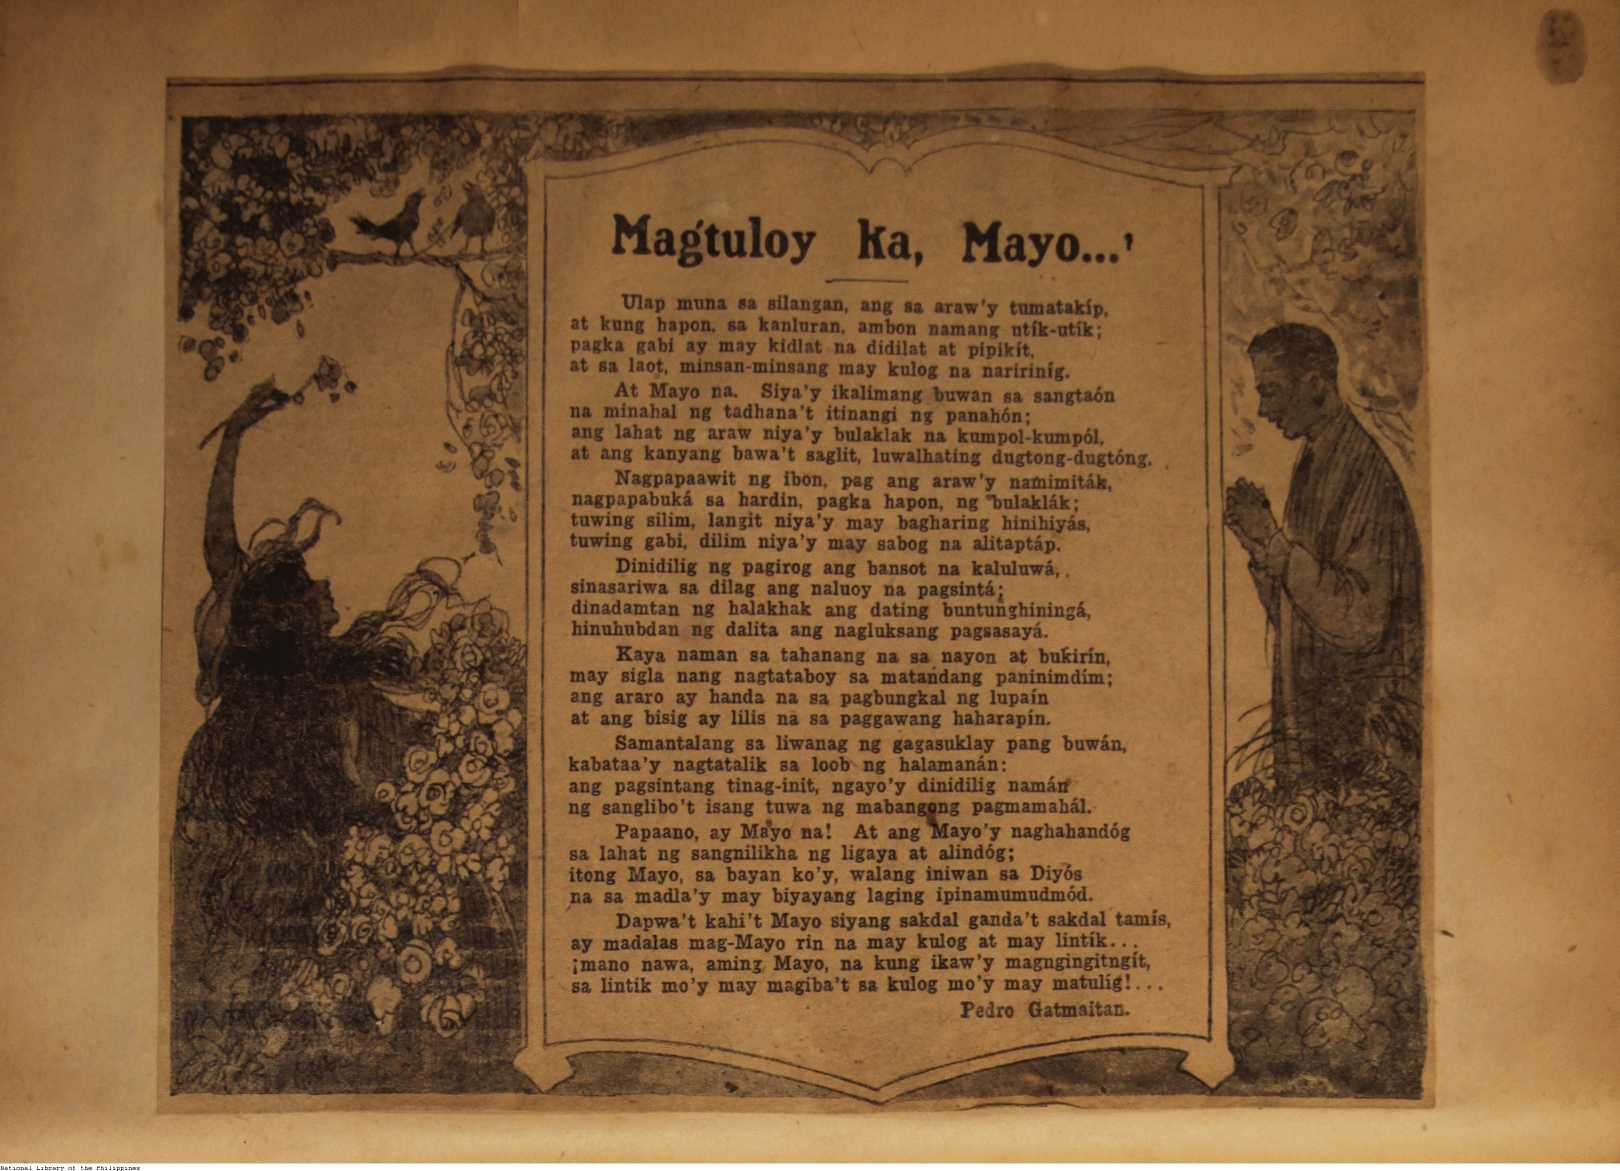 Magtuloy ka, Mayo...!
Ulap muna sa silangan, ang sa araw'y tumatakíp,
at kung hapon, sa kanluran, ambon namang utík-utík;
pagka gabi ay may kidlat na didilat at pipikít,
at sa laot, minsan-minsang may kulog na naririníg.
At Mayo na. Siya'y ikalimang buwan sa sangtaón
na minahal ng tadhana't itinangi ng panahón;
ang lahat ng araw niya'y bulaklak na kumpol-kumpól,
at ang kanyang bawa't saglit, luwalhating dugtong-dugtóng.
Nagpapaawit ng ibon, pag ang araw'y namimiták,
nagpapabuká sa hardin, pagka hapon, ng bulaklák;
tuwing silim, langit niya'y may bagharing hinihiyás,
tuwing gabi, dilim niya'y may sabog na alitaptáp.
Dinidilig ng pagirog ang bansot na kaluluwá,
sinasariwa sa dilag ang naluoy na pagsintá;
dinadamtan ng halakhak ang dating buntunghiningá,
hinuhubdan ng dalita ang nagluksang pagsasayá.
Kaya naman sa tahanang na sa nayon at bukirín,
may sigla nang nagtataboy sa matandang paninimdím;
ang araro ay handa na sa pagbungkal ng lupaín
at ang bisig ay lilis na sa paggawang haharapín.
Samantalang sa liwanag ng gagasuklay pang buwán,
kabataa'y nagtatalik sa loob ng halamanán:
ang pagsintang tinag-init, ngayo'y dinidilig namán
ng sanglibo't isang tuwa ng mabangong pagmamahál.
Papaano, ay Mayo na! At ang Mayo'y naghahandóg
sa lahat ng sangnilikha ng ligaya at alindóg;
itong Mayo, sa bayan ko'y, walang iniwan sa Diyós
na sa madla'y may biyayang laging ipinamumudmód.
Dapwa't kahi't Mayo siyang sakdal ganda't sakdal tamís,
ay madalas mag-Mayo rin na may kulog at may lintík...
¡mano nawa, aming Mayo, na kung ikaw'y magngingitngít,
sa lintik mo'y may magiba't sa kulog mo'y may matulíg!...
Pedro Gatmaitan.
National Library of the Philippines